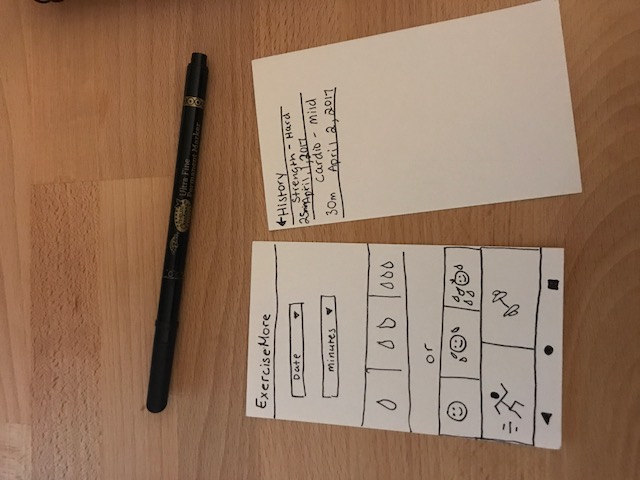 Ultra Fine
Permanent Marker
ExerciseMore
Date
minutes
or
History
Strength - Hard
25m April, 1, 2017
Cardio - Mild
30m April 2, 2017